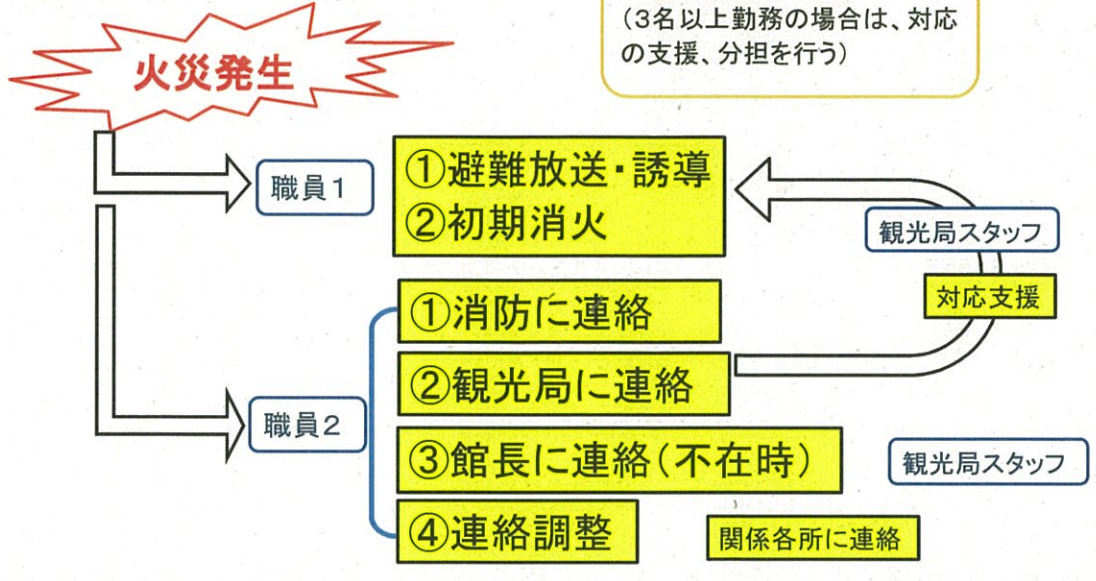 (3名以上勤務の場合は、対応
の支援、分担を行う)
火災発生
職員1
①避難放送・誘導
②初期消火
観光局スタッフ
対応支援
職員2
①消防に連絡
②観光局に連絡
③館長に連絡(不在時)
観光局スタッフ
④連絡調整
関係各所に連絡